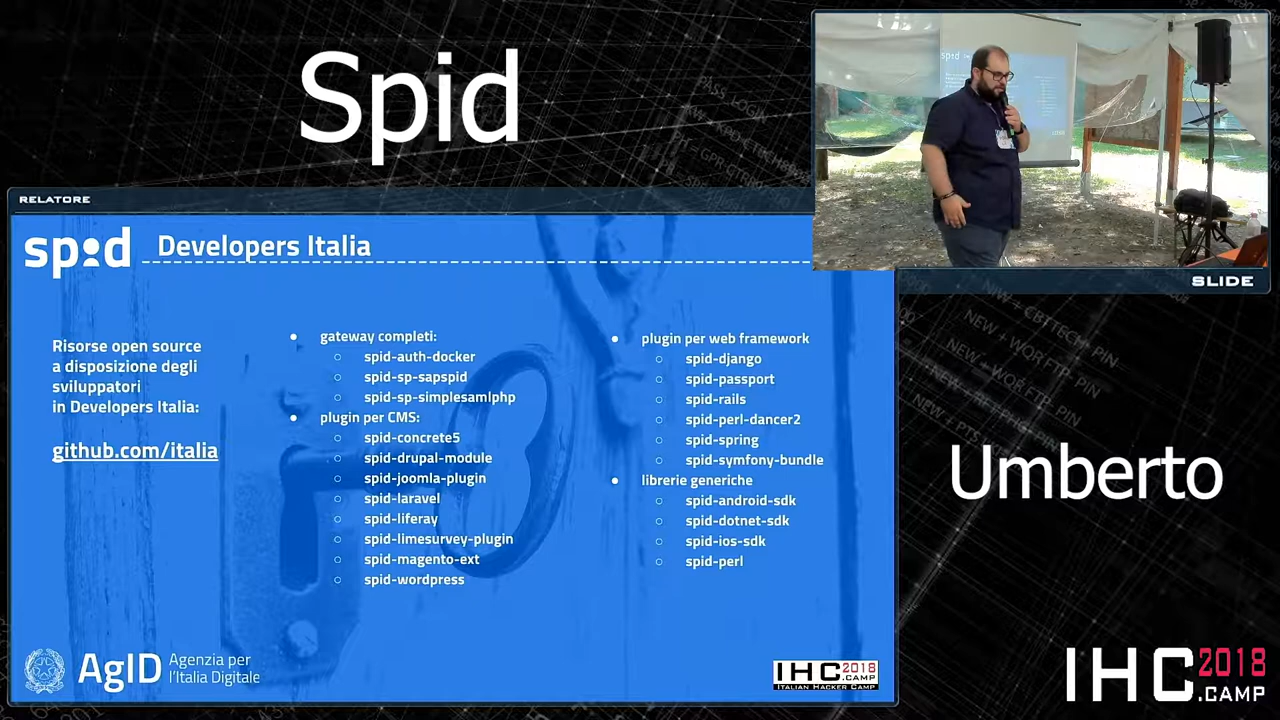 Spid
RELATORE
SLIDE
sp:d
Developers Italia
Risorse open source
a disposizione degli
sviluppatori
in Developers Italia:
github.com/italia
gateway completi:
spid-auth-docker
spid-sp-sapspid
spid-sp-simplesamlphp
plugin per CMS:
spid-concrete5
spid-drupal-module
spid-joomla-plugin
spid-laravel
spid-liferay
spid-limesurvey-plugin
spid-magento-ext
spid-wordpress
plugin per web framework
spid-django
spid-passport
spid-rails
spid-perl-dancer2
spid-spring
spid-symfony-bundle
librerie generiche
spid-android-sdk
spid-dotnet-sdk
spid-ios-sdk
spid-perl
AgID
Agenzia per
l'Italia Digitale
IHC 2018
.CAMP
ITALIAN HACKER CAMP
Umberto
IHC 2018
.CAMP